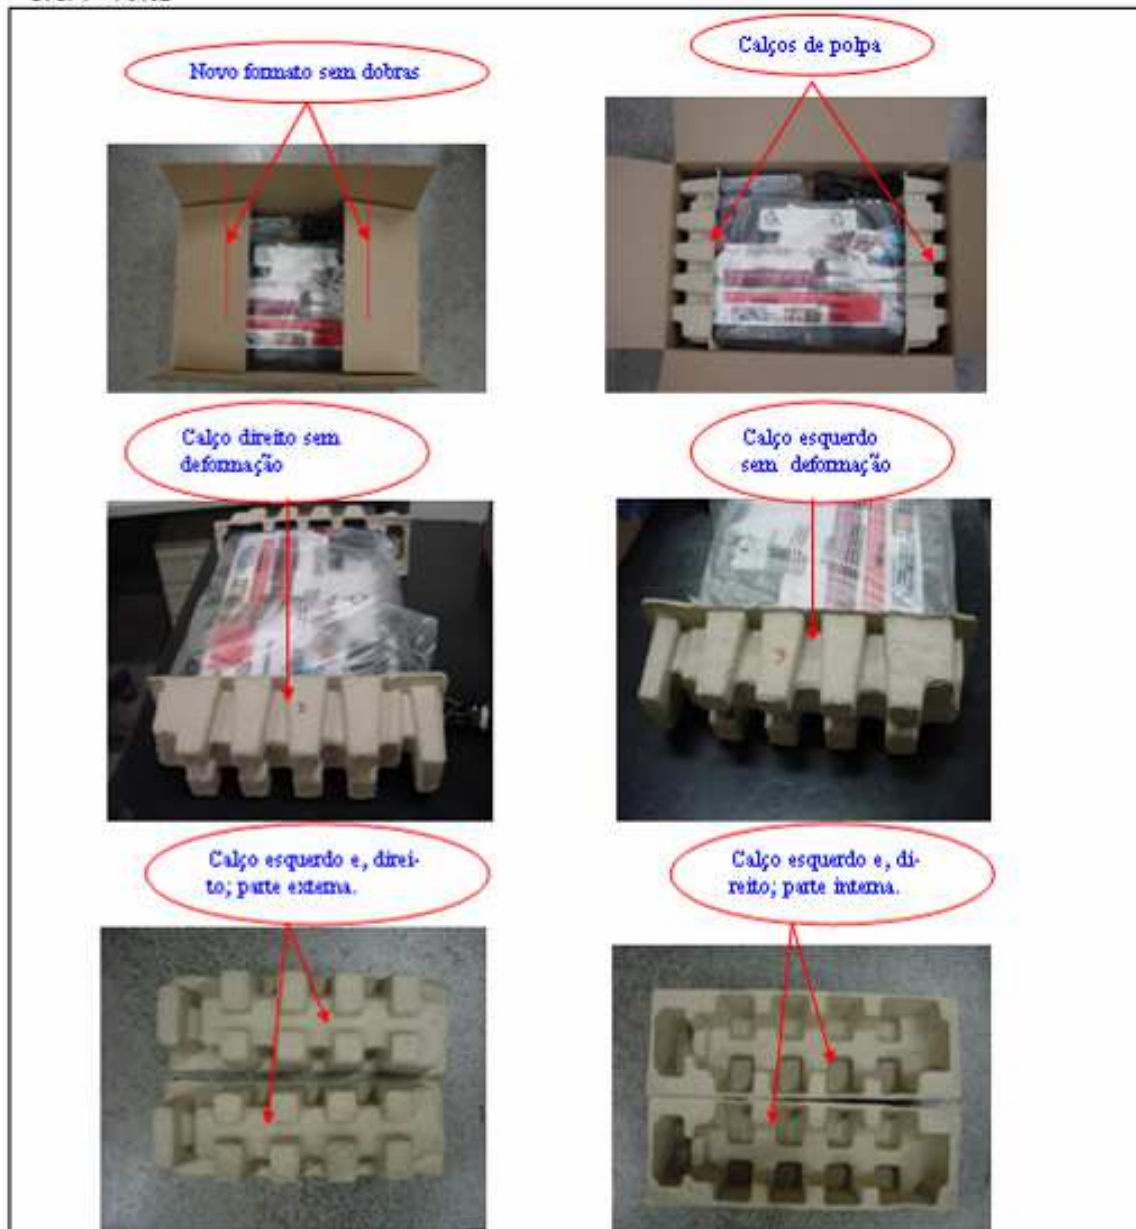 Novo formato sem dobras
Calços de polpa
Calço direito sem
deformação
Calço esquerdo
sem deformação
Calço esquerdo e, direi-
to; parte externa.
Calço esquerdo e, di-
reito; parte interna.